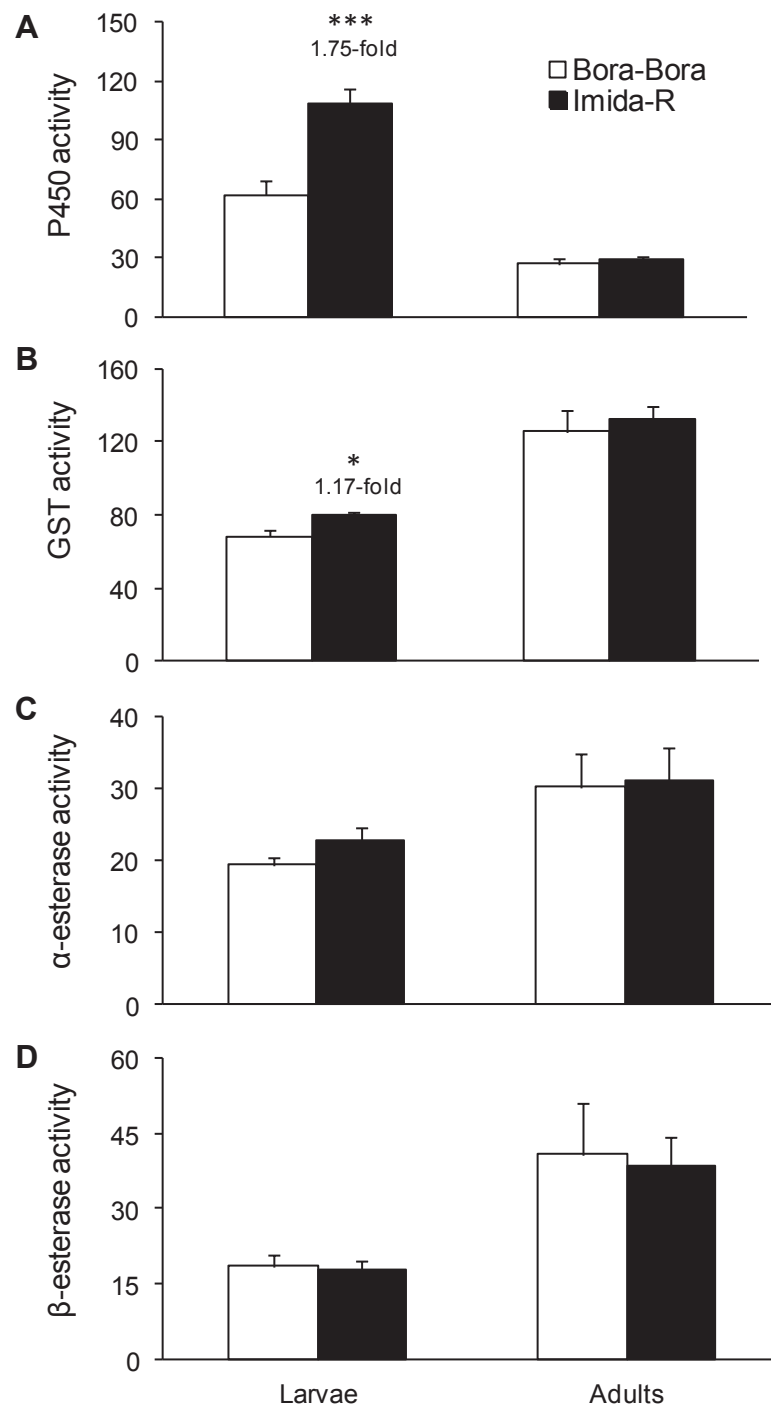 A
P450 activity
150
120
90
60
30
0
***
1.75-fold
Bora-Bora
Imida-R
B
GST activity
160
120
80
40
0
*
1.17-fold
C
α-esterase activity
40
30
20
10
0
D
β-esterase activity
60
45
30
15
0
Larvae Adults